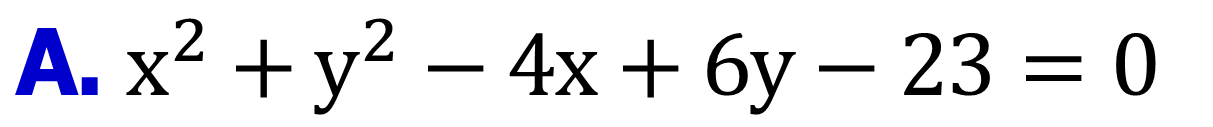 A. x² + y² − 4x + 6y − 23 = 0